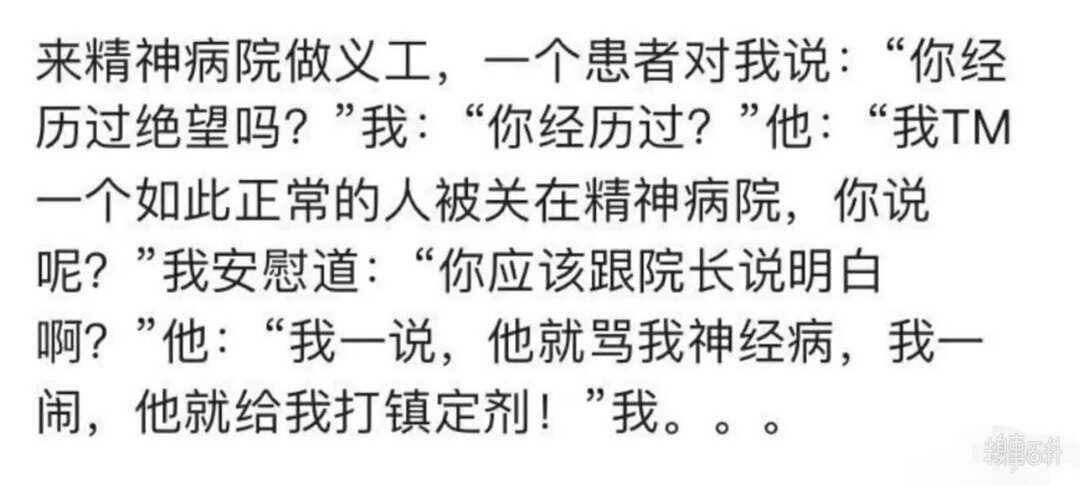 来精神病院做义工，一个患者对我说：“你经
历过绝望吗？”我：“你经历过？”他：“我TM
一个如此正常的人被关在精神病院，你说
呢？”我安慰道：“你应该跟院长说明白
啊？”他：“我一说，他就骂我神经病，我一
闹，他就给我打镇定剂！”我。。。
糗事百科